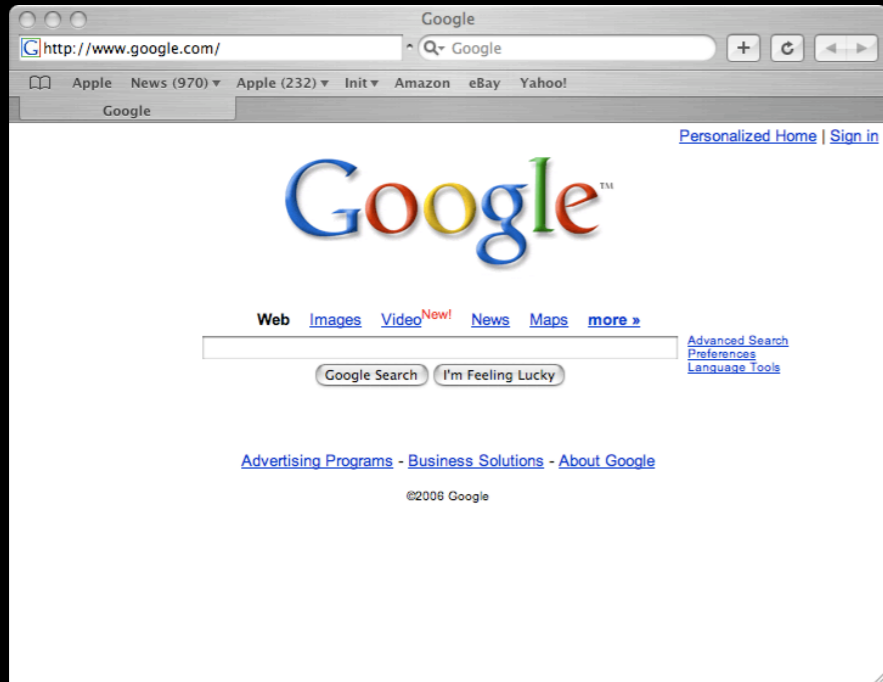 Google
http://www.google.com/ Google
Apple News (970) Apple (232) Init Amazon eBay Yahoo!
Google
Personalized Home | Sign in
Google™
Web Images Video New! News Maps more »
Advanced Search
Preferences
Language Tools
Google Search I'm Feeling Lucky
Advertising Programs - Business Solutions - About Google
©2006 Google